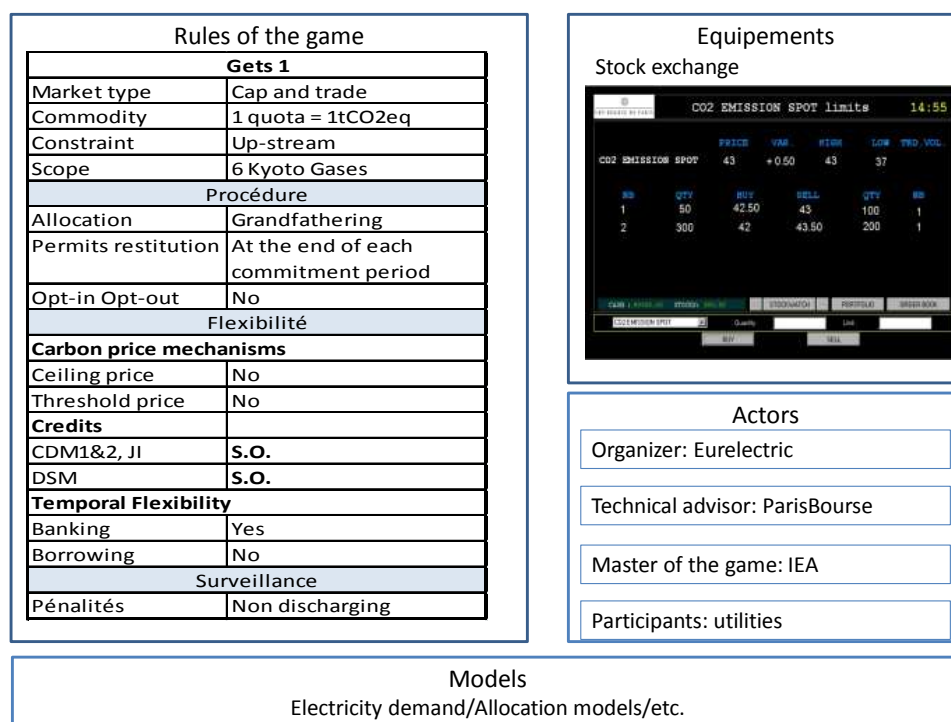 Rules of the game
Gets 1
Market type Cap and trade
Commodity 1 quota = 1tCO2eq
Constraint Up-stream
Scope 6 Kyoto Gases
Procédure
Allocation Grandfathering
Permits restitution At the end of each
commitment period
Opt-in Opt-out No
Flexibilité
Carbon price mechanisms
Ceiling price No
Threshold price No
Credits
CDM1&2, JI S.O.
DSM S.O.
Temporal Flexibility
Banking Yes
Borrowing No
Surveillance
Pénalités Non discharging
Equipements
Stock exchange
CO2 EMISSION SPOT limits 14:55
PRICE VAR. HIGH LOW TRD.VOL.
CO2 EMISSION SPOT 43 +0.50 43 37
NB QTY BUY SELL QTY NB
1 50 42.50 43 100 1
2 300 42 43.50 200 1
STOCKWATCH PORTFOLIO ORDER BOOK
CO2 EMISSION SPOT Quantity Limit
BUY SELL
Actors
Organizer: Eurelectric
Technical advisor: ParisBourse
Master of the game: IEA
Participants: utilities
Models
Electricity demand/Allocation models/etc.